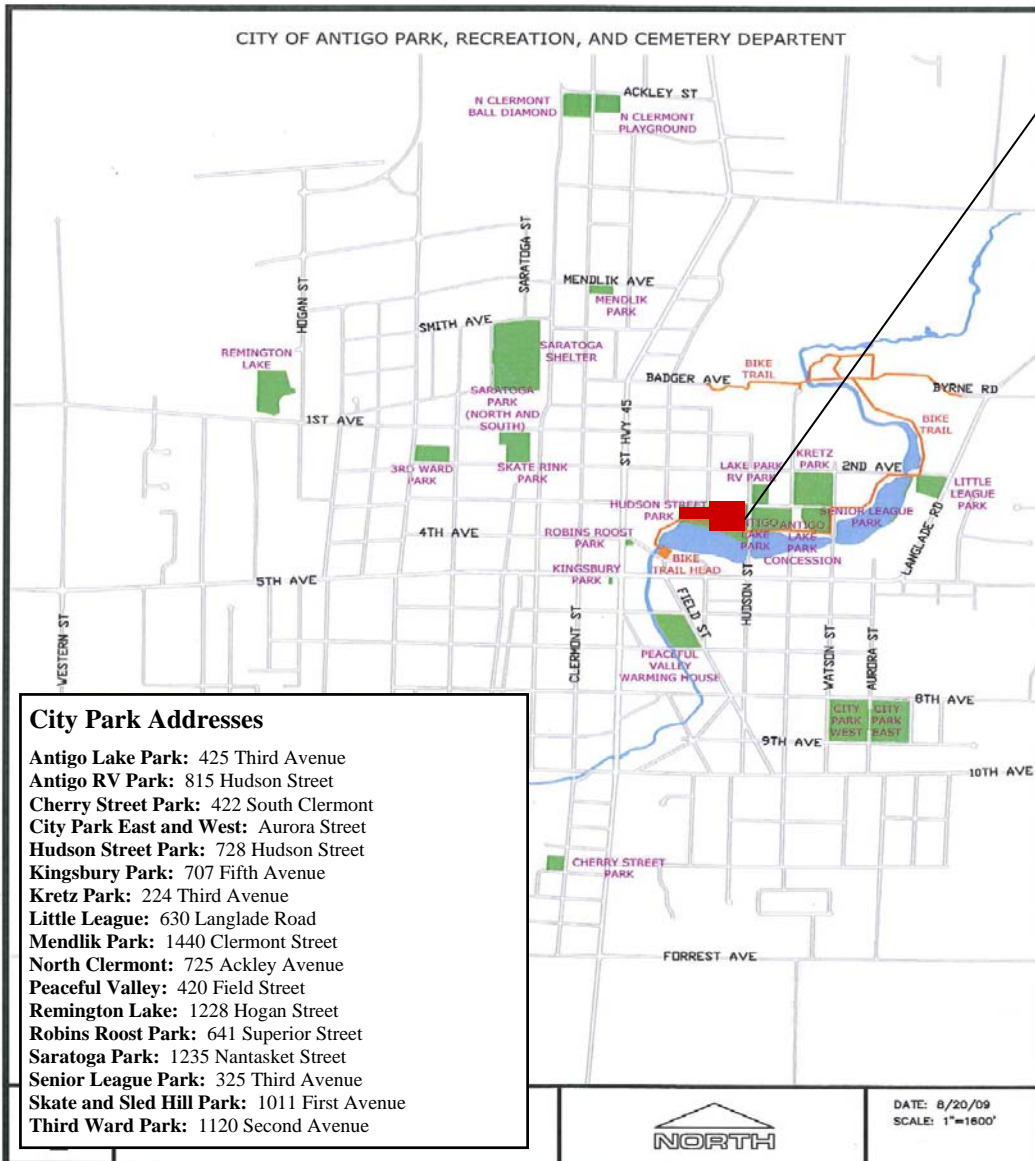 CITY OF ANTIGO PARK, RECREATION, AND CEMETERY DEPARTENT
ACKLEY ST
N CLERMONT
BALL DIAMOND
N CLERMONT
PLAYGROUND
SARATOGA ST
HOGAN ST
MENDLIK AVE
MENDLIK
PARK
SMITH AVE
SARATOGA
SHELTER
REMINGTON
LAKE
BIKE
TRAIL
BADGER AVE
BYRNE RD
SARATOGA
PARK
(NORTH AND
SOUTH)
1ST AVE
ST HWY 45
BIKE
TRAIL
3RD WARD
PARK
SKATE RINK
PARK
LAKE PARK
RV PARK
KRETZ
PARK
2ND AVE
LITTLE
LEAGUE
PARK
HUDSON STREET
PARK
SENIOR LEAGUE
PARK
LANGLADE RD
4TH AVE
ROBINS ROOST
PARK
LAKE
PARK
ANTIGO
LAKE
PARK
CONCESSION
BIKE
TRAIL HEAD
KINGSBURY
PARK
5TH AVE
HUDSON ST
FIELD ST
WESTERN ST
CLERMONT ST
WATSON ST
AURORA ST
PEACEFUL
VALLEY
WARMING HOUSE
8TH AVE
CITY
PARK
WEST
CITY
PARK
EAST
9TH AVE
10TH AVE
CHERRY STREET
PARK
FORREST AVE
City Park Addresses
Antigo Lake Park: 425 Third Avenue
Antigo RV Park: 815 Hudson Street
Cherry Street Park: 422 South Clermont
City Park East and West: Aurora Street
Hudson Street Park: 728 Hudson Street
Kingsbury Park: 707 Fifth Avenue
Kretz Park: 224 Third Avenue
Little League: 630 Langlade Road
Mendlik Park: 1440 Clermont Street
North Clermont: 725 Ackley Avenue
Peaceful Valley: 420 Field Street
Remington Lake: 1228 Hogan Street
Robins Roost Park: 641 Superior Street
Saratoga Park: 1235 Nantasket Street
Senior League Park: 325 Third Avenue
Skate and Sled Hill Park: 1011 First Avenue
Third Ward Park: 1120 Second Avenue
NORTH
DATE: 8/20/09
SCALE: 1"=1600'